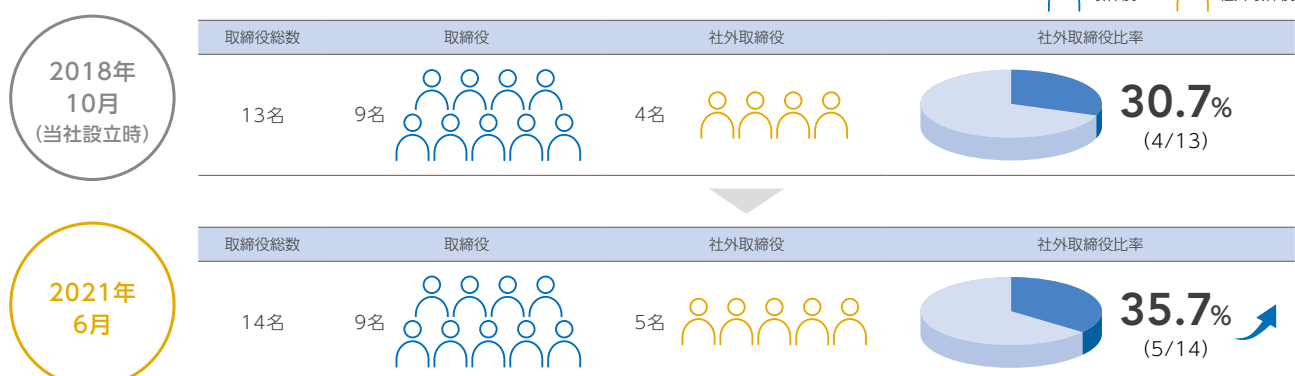 2018年
10月
(当社設立時)
取締役総数 取締役 社外取締役 社外取締役比率
13名 9名 4名 30.7%
(4/13)
2021年
6月
取締役総数 取締役 社外取締役 社外取締役比率
14名 9名 5名 35.7%
(5/14)